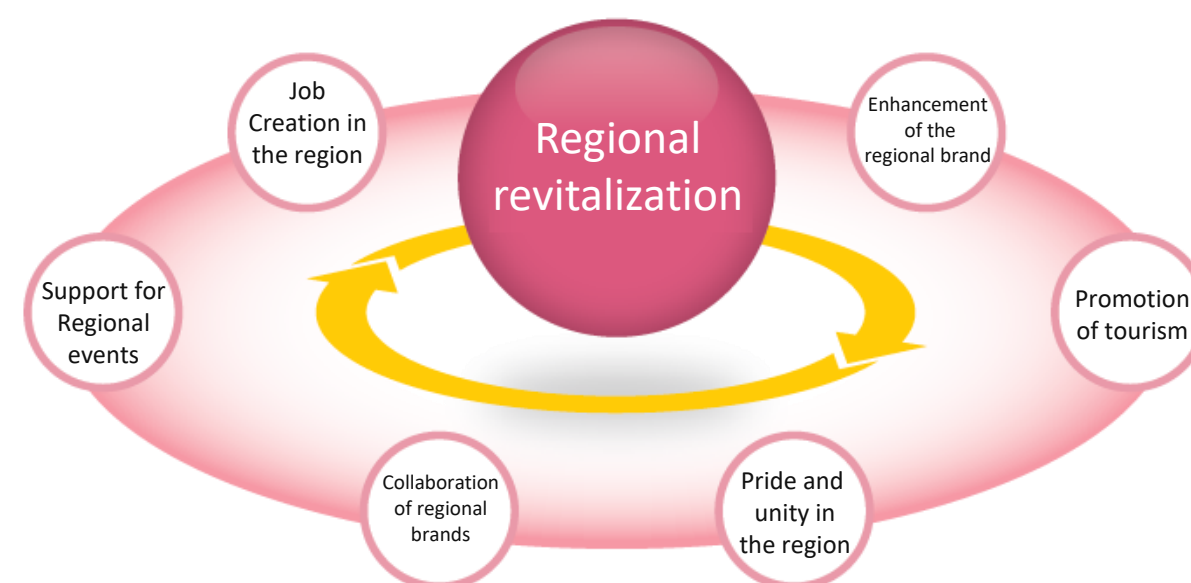 Regional
revitalization
Job
Creation in
the region
Enhancement
of the
regional brand
Support for
Regional
events
Promotion
of tourism
Collaboration
of regional
brands
Pride and
unity in
the region